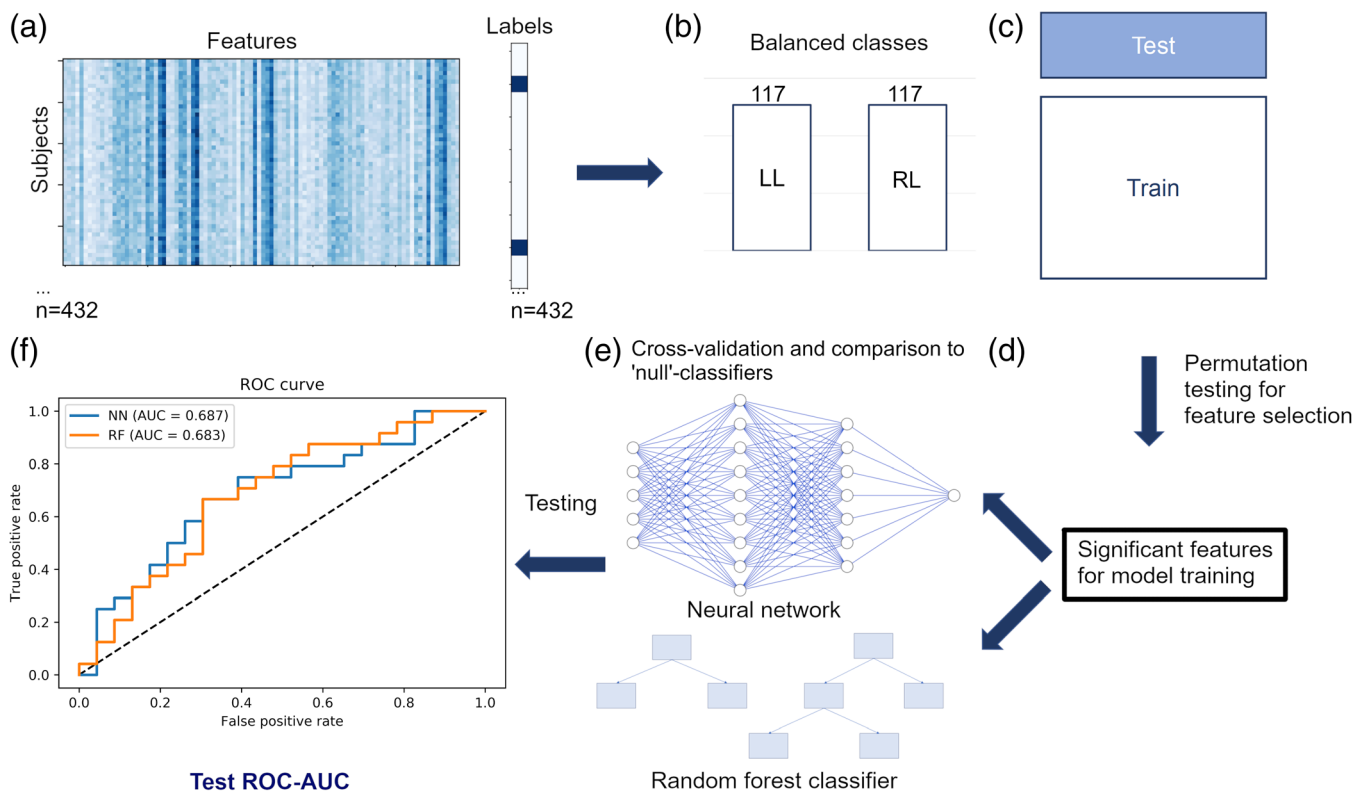 (a)
Features
Labels
Subjects
...
n=432
...
n=432
(b)
Balanced classes
117
117
LL
RL
(c)
Test
Train
(d)
Permutation
testing for
feature selection
Significant features
for model training
(e)
Cross-validation and comparison to
'null'-classifiers
Neural network
Random forest classifier
Testing
(f)
ROC curve
NN (AUC = 0.687)
RF (AUC = 0.683)
True positive rate
1.0
0.8
0.6
0.4
0.2
0.0
0.0 0.2 0.4 0.6 0.8 1.0
False positive rate
Test ROC-AUC